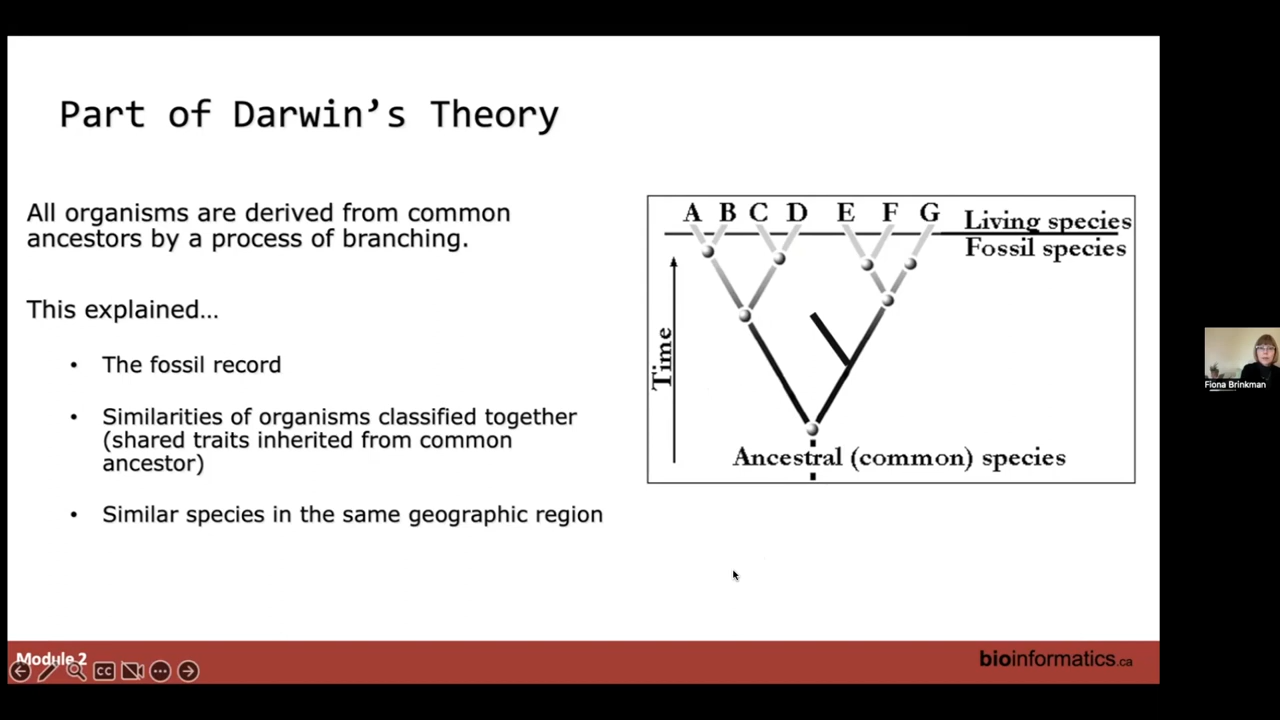 Part of Darwin’s Theory
All organisms are derived from common
ancestors by a process of branching.
This explained...
• The fossil record
• Similarities of organisms classified together
(shared traits inherited from common
ancestor)
• Similar species in the same geographic region
A B C D E F G
Living species
Fossil species
Time
Ancestral (common) species
Fiona Brinkman
Module 2
CC
bioinformatics.ca